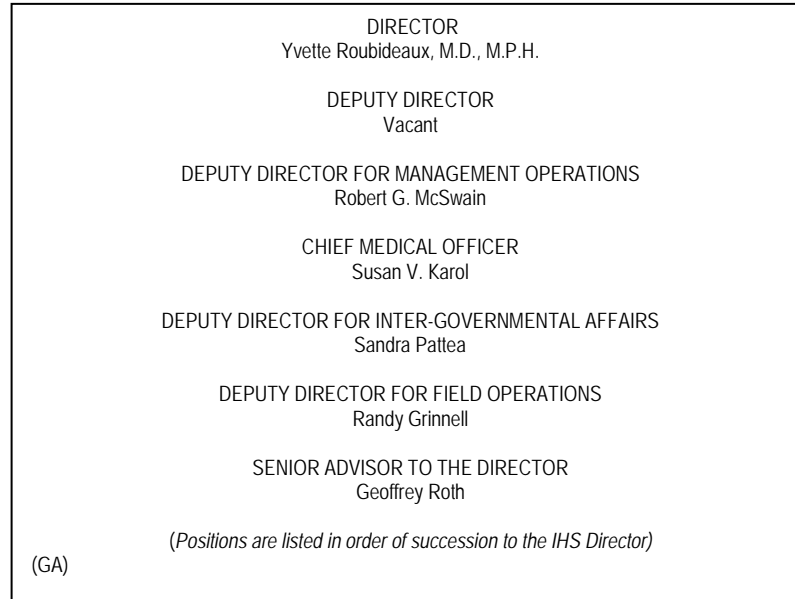 DIRECTOR
Yvette Roubideaux, M.D., M.P.H.
DEPUTY DIRECTOR
Vacant
DEPUTY DIRECTOR FOR MANAGEMENT OPERATIONS
Robert G. McSwain
CHIEF MEDICAL OFFICER
Susan V. Karol
DEPUTY DIRECTOR FOR INTER-GOVERNMENTAL AFFAIRS
Sandra Pattea
DEPUTY DIRECTOR FOR FIELD OPERATIONS
Randy Grinnell
SENIOR ADVISOR TO THE DIRECTOR
Geoffrey Roth
(Positions are listed in order of succession to the IHS Director)
(GA)